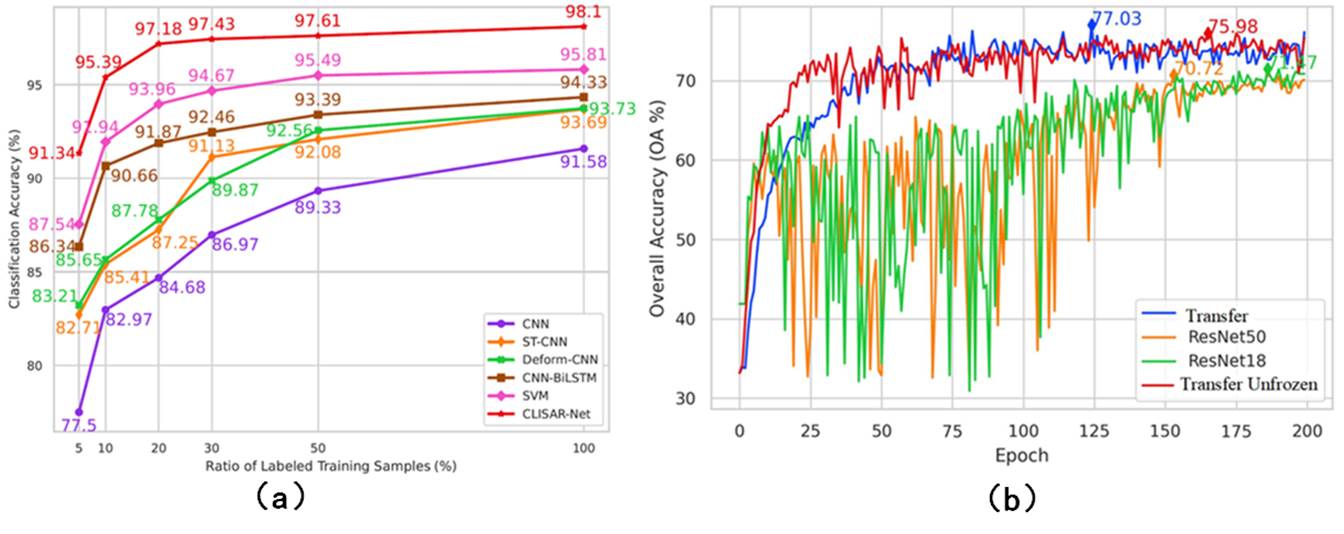 98.1
97.61
97.43
97.18
95.39
91.34
95.81
95.49
94.67
93.96
87.54
94.33
93.39
92.46
91.87
90.66
86.34
93.73
92.56
89.87
87.78
85.65
83.21
93.69
92.08
91.13
87.25
85.41
82.71
91.58
89.33
86.97
84.68
82.97
77.5
95
90
85
80
Classification Accuracy (%)
CNN
ST-CNN
Deform-CNN
CNN-BiLSTM
SVM
CLISAR-Net
5 10 20 30 50 100
Ratio of Labeled Training Samples (%)
(a)
77.03
75.98
70.72
70
60
50
40
30
Overall Accuracy (OA %)
Transfer
ResNet50
ResNet18
Transfer Unfrozen
0 25 50 75 100 125 150 175 200
Epoch
(b)